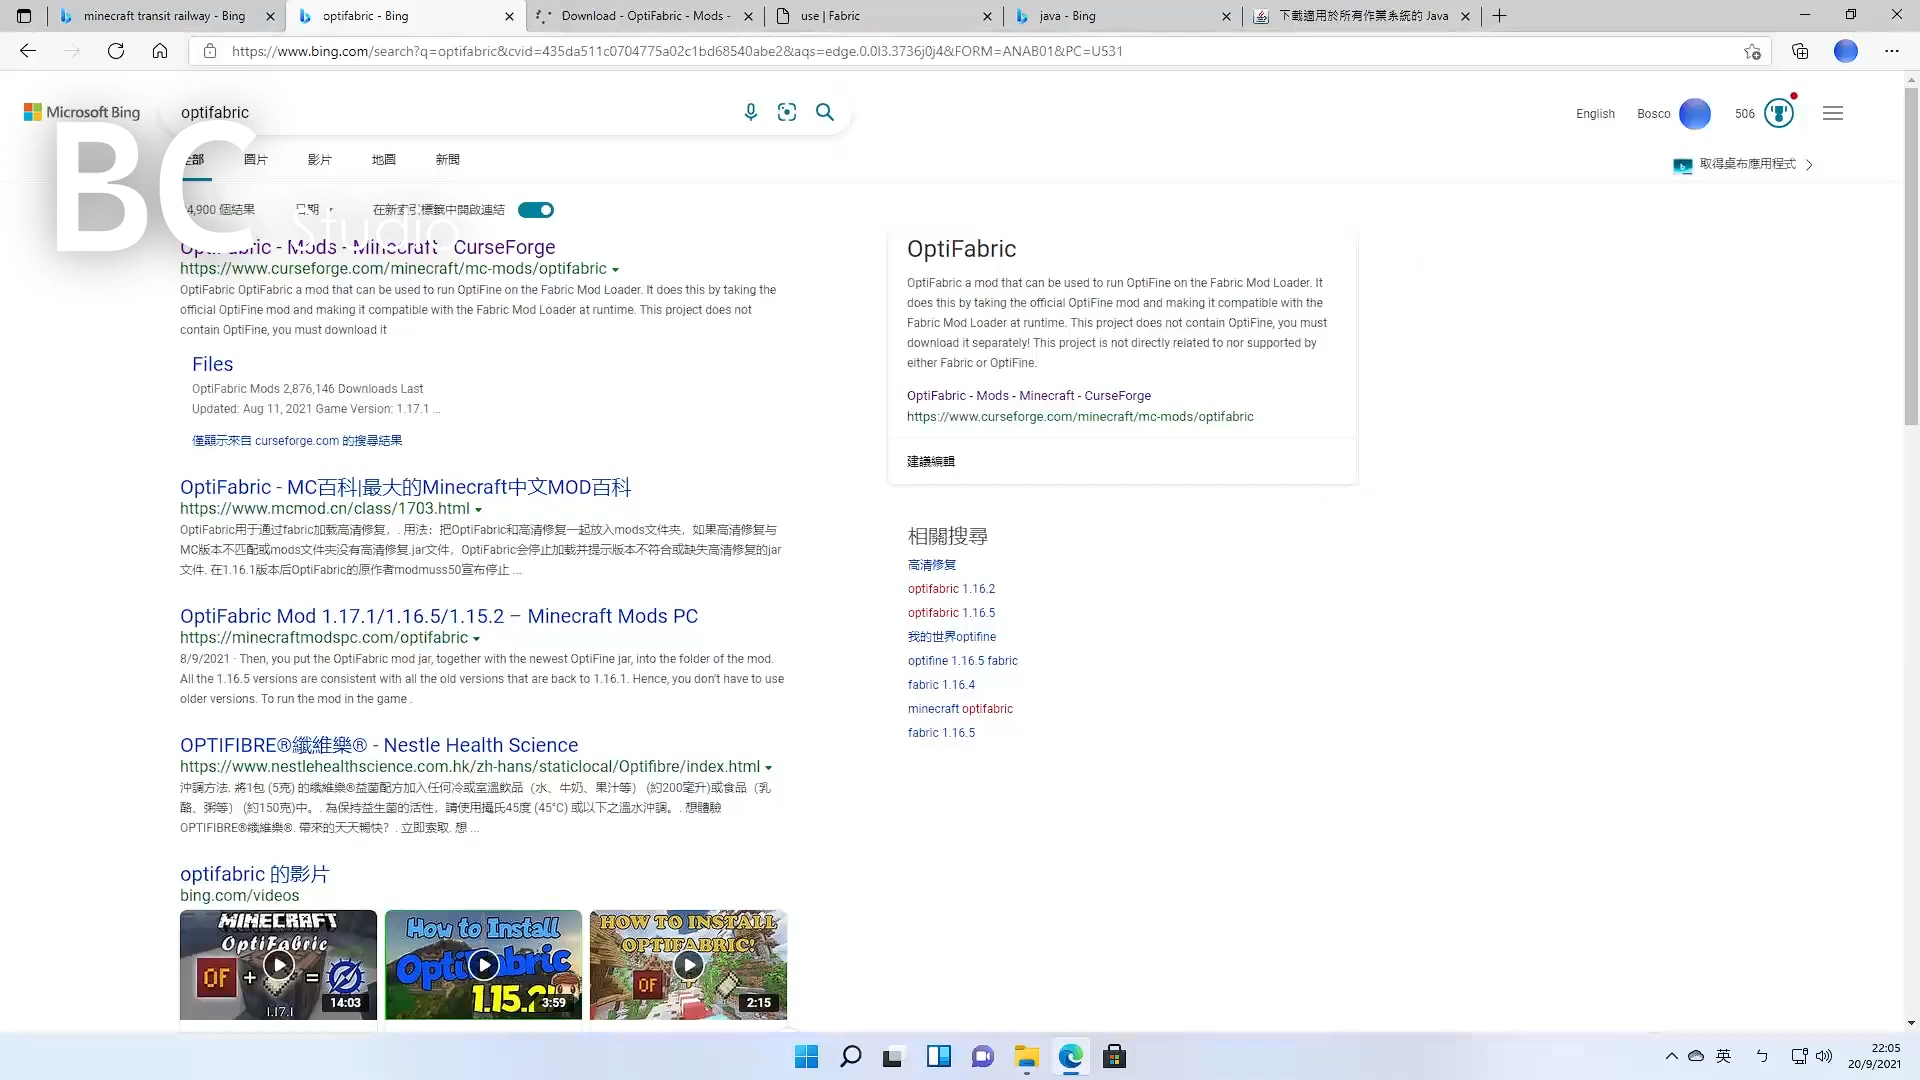 minecraft transit railway - Bing
optifabric - Bing
Download - OptiFabric - Mods -
use | Fabric
java - Bing
下載適用於所有作業系統的 Java
https://www.bing.com/search?q=optifabric&cvid=435da511c0704775a02c1bd68540abe2&aqs=edge.0.0l3.3736j0j4&FORM=ANAB01&PC=U531
Microsoft Bing
optifabric
English
Bosco
506
BC
Studio
全部
圖片
影片
地圖
新聞
取得桌布應用程式
4,900 個結果
日期
在新索引標籤中開啟連結
OptiFabric - Mods - Minecraft - CurseForge
https://www.curseforge.com/minecraft/mc-mods/optifabric
OptiFabric OptiFabric a mod that can be used to run OptiFine on the Fabric Mod Loader. It does this by taking the
official OptiFine mod and making it compatible with the Fabric Mod Loader at runtime. This project does not
contain OptiFine, you must download it
Files
OptiFabric Mods 2,876,146 Downloads Last
Updated: Aug 11, 2021 Game Version: 1.17.1 ...
僅顯示來自 curseforge.com 的搜尋結果
OptiFabric - MC百科|最大的Minecraft中文MOD百科
https://www.mcmod.cn/class/1703.html
OptiFabric用于通过fabric加载高清修复，. 用法：把OptiFabric和高清修复一起放入mods文件夹，如果高清修复与
MC版本不匹配或mods文件夹没有高清修复.jar文件，OptiFabric会停止加载并提示版本不符合或缺失高清修复的jar
文件. 在1.16.1版本后OptiFabric的原作者modmuss50宣布停止 ...
OptiFabric Mod 1.17.1/1.16.5/1.15.2 – Minecraft Mods PC
https://minecraftmodspc.com/optifabric
8/9/2021 · Then, you put the OptiFabric mod jar, together with the newest OptiFine jar, into the folder of the mod.
All the 1.16.5 versions are consistent with all the old versions that are back to 1.16.1. Hence, you don't have to use
older versions. To run the mod in the game .
OPTIFIBRE®纖維樂® - Nestle Health Science
https://www.nestlehealthscience.com.hk/zh-hans/staticlocal/Optifibre/index.html
沖調方法. 將1包 (5克) 的纖維樂®益菌配方加入任何冷或室溫飲品（水、牛奶、果汁等） (約200毫升)或食品（乳
酪、粥等） (約150克)中。. 為保持益生菌的活性，請使用攝氏45度 (45°C) 或以下之溫水沖調。. 想體驗
OPTIFIBRE®纖維樂®. 帶來的天天暢快？. 立即索取. 想 ...
optifabric 的影片
bing.com/videos
MINECRAFT
OptiFabric
OF + =
14:03
1.17.1
How to Install
OptiFabric
1.15.2!
3:59
HOW TO INSTALL
OPTIFABRIC!
OF
2:15
OptiFabric
OptiFabric a mod that can be used to run OptiFine on the Fabric Mod Loader. It
does this by taking the official OptiFine mod and making it compatible with the
Fabric Mod Loader at runtime. This project does not contain OptiFine, you must
download it separately! This project is not directly related to nor supported by
either Fabric or OptiFine.
OptiFabric - Mods - Minecraft - CurseForge
https://www.curseforge.com/minecraft/mc-mods/optifabric
建議編輯
相關搜尋
高清修复
optifabric 1.16.2
optifabric 1.16.5
我的世界optifine
optifine 1.16.5 fabric
fabric 1.16.4
minecraft optifabric
fabric 1.16.5
英
ㄅ
22:05
20/9/2021